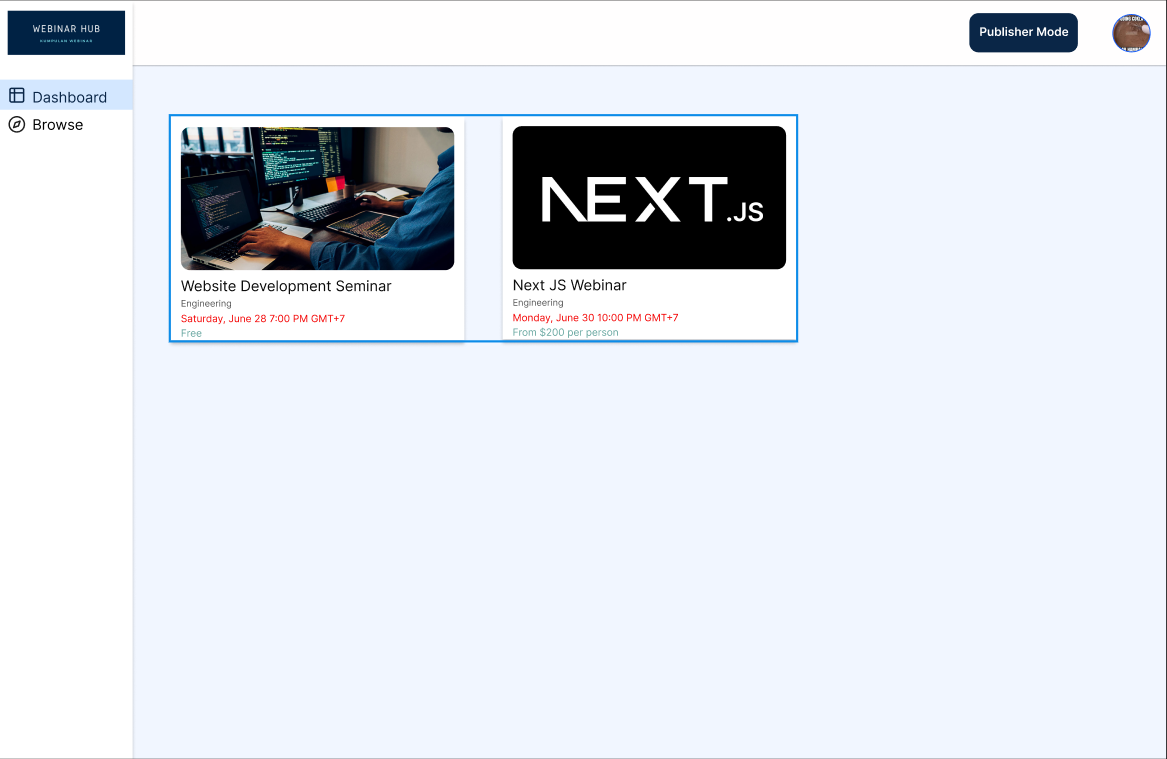 WEBINAR HUB
KUMPULAN WEBINAR
Publisher Mode
Dashboard
Browse
NEXT.JS
Website Development Seminar
Engineering
Saturday, June 28 7:00 PM GMT+7
Free
Next JS Webinar
Engineering
Monday, June 30 10:00 PM GMT+7
From $200 per person